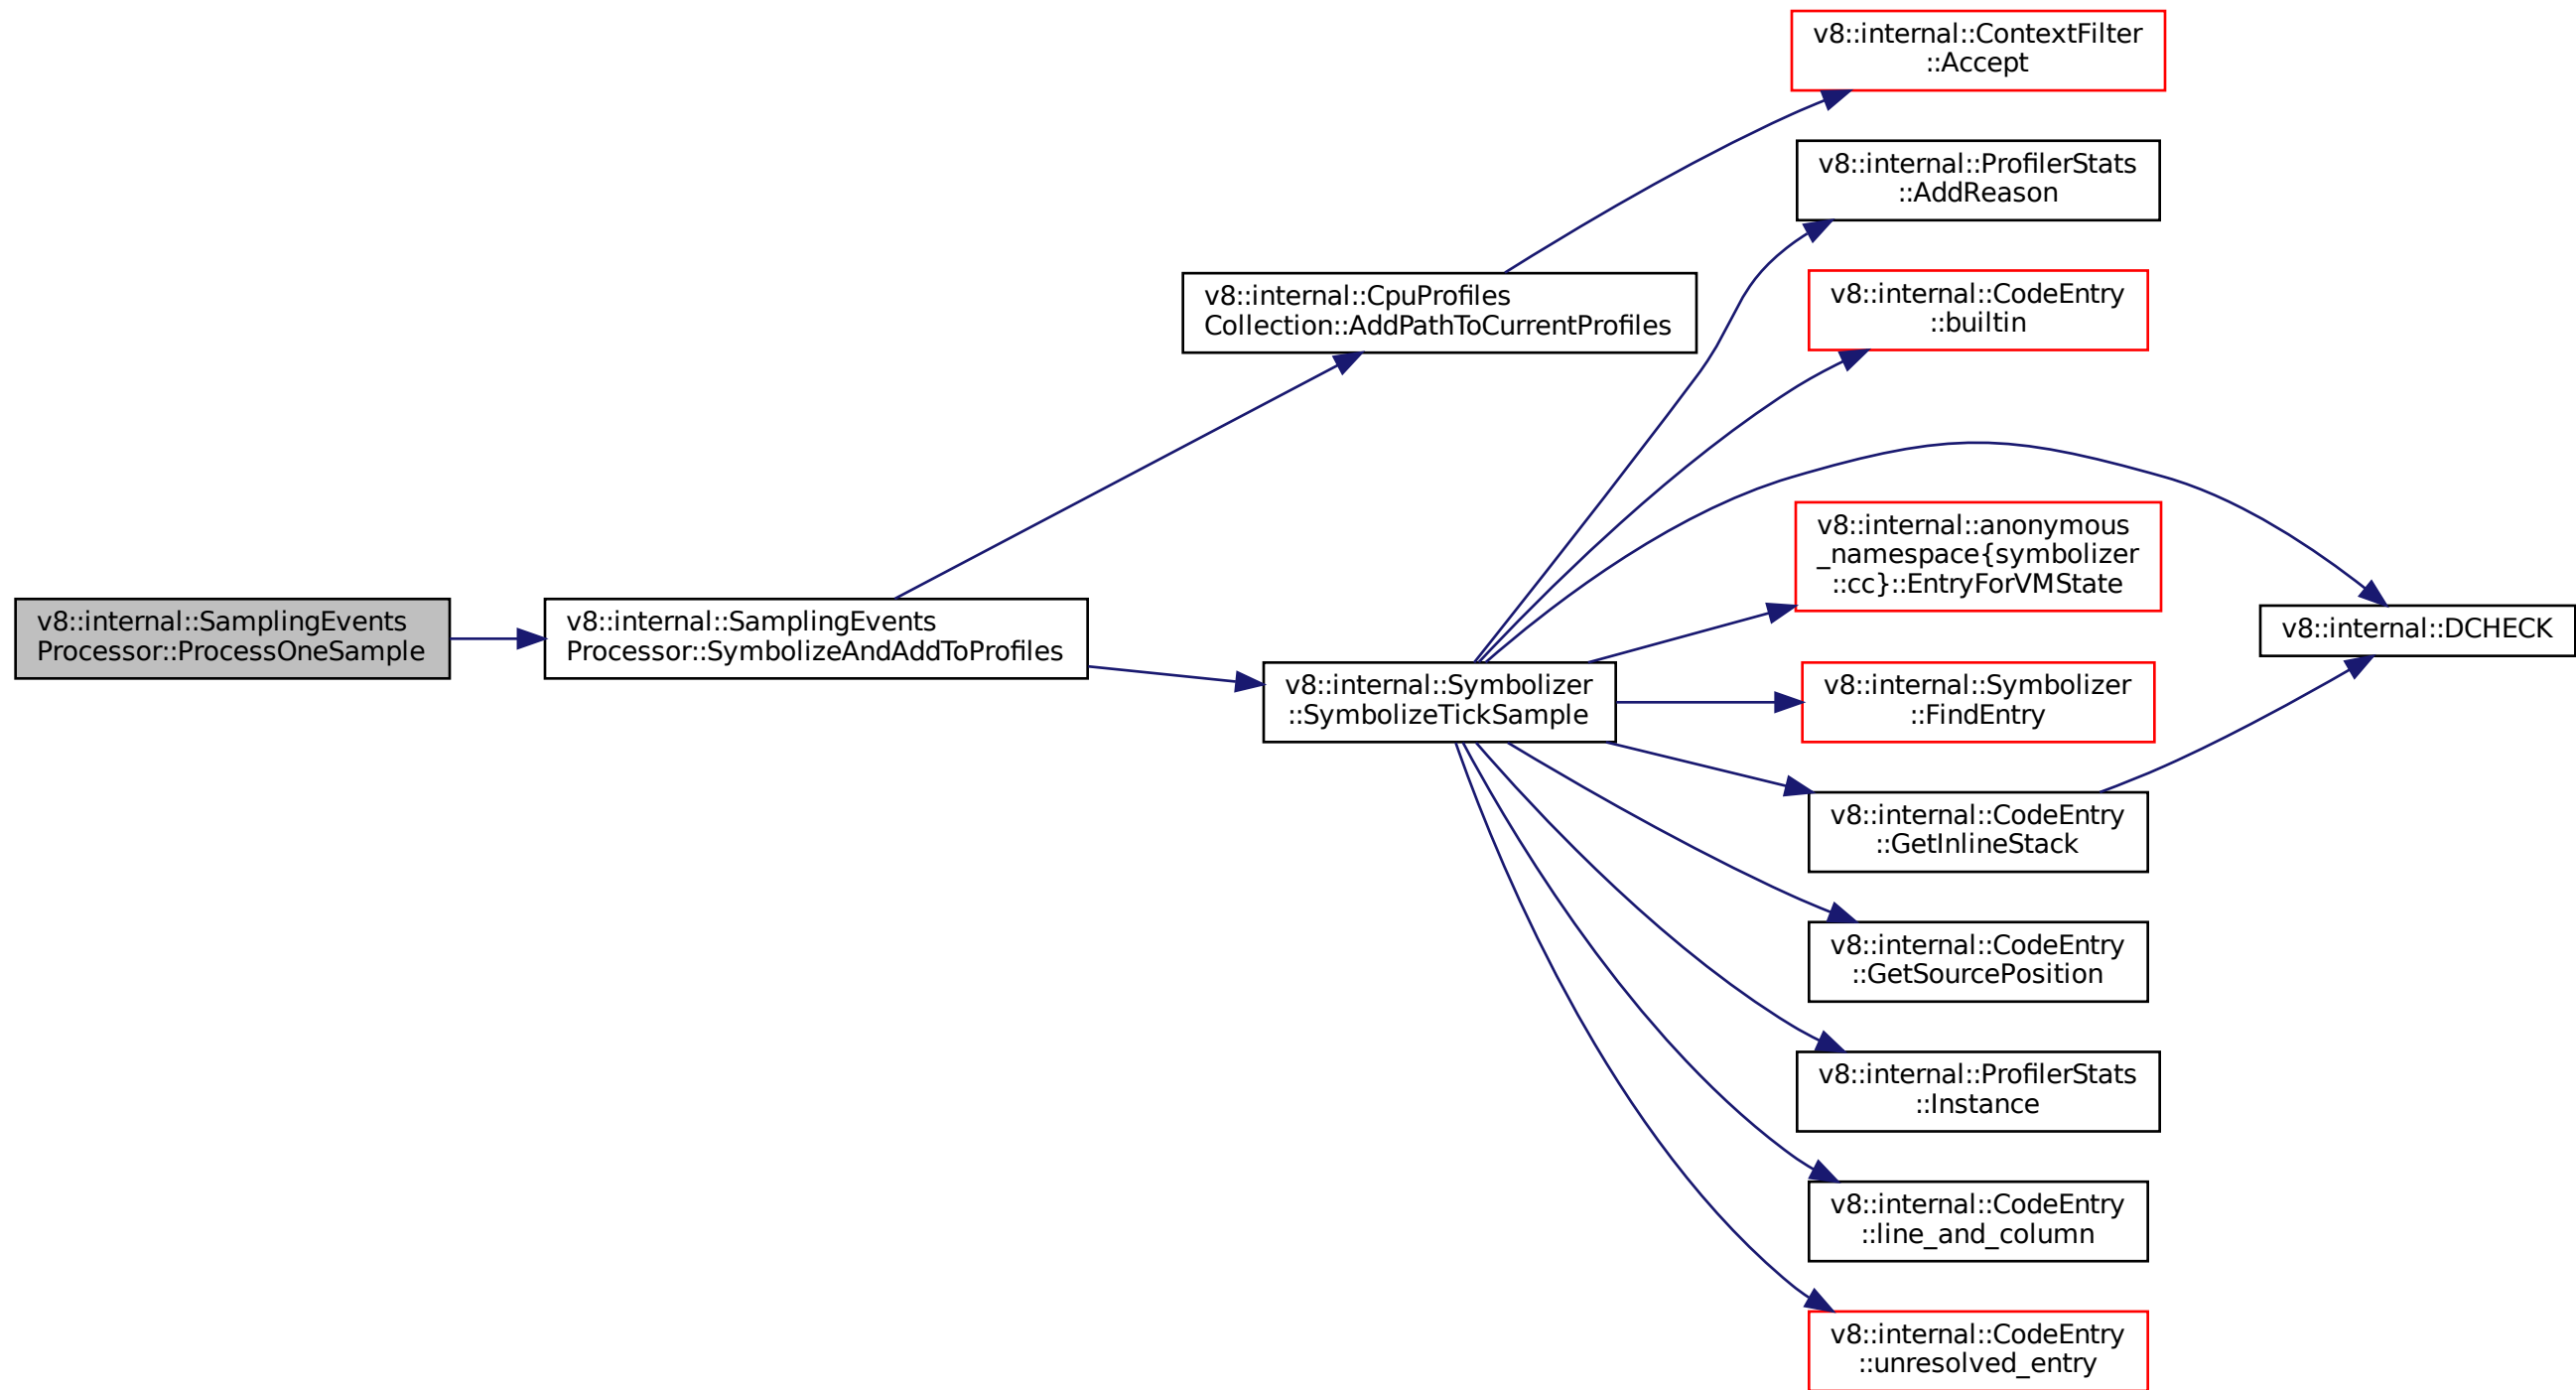 v8::internal::SamplingEvents
Processor::ProcessOneSample
v8::internal::SamplingEvents
Processor::SymbolizeAndAddToProfiles
v8::internal::CpuProfiles
Collection::AddPathToCurrentProfiles
v8::internal::Symbolizer
::SymbolizeTickSample
v8::internal::ContextFilter
::Accept
v8::internal::ProfilerStats
::AddReason
v8::internal::CodeEntry
::builtin
v8::internal::anonymous
_namespace{symbolizer
::cc}::EntryForVMState
v8::internal::Symbolizer
::FindEntry
v8::internal::CodeEntry
::GetInlineStack
v8::internal::CodeEntry
::GetSourcePosition
v8::internal::ProfilerStats
::Instance
v8::internal::CodeEntry
::line_and_column
v8::internal::CodeEntry
::unresolved_entry
v8::internal::DCHECK